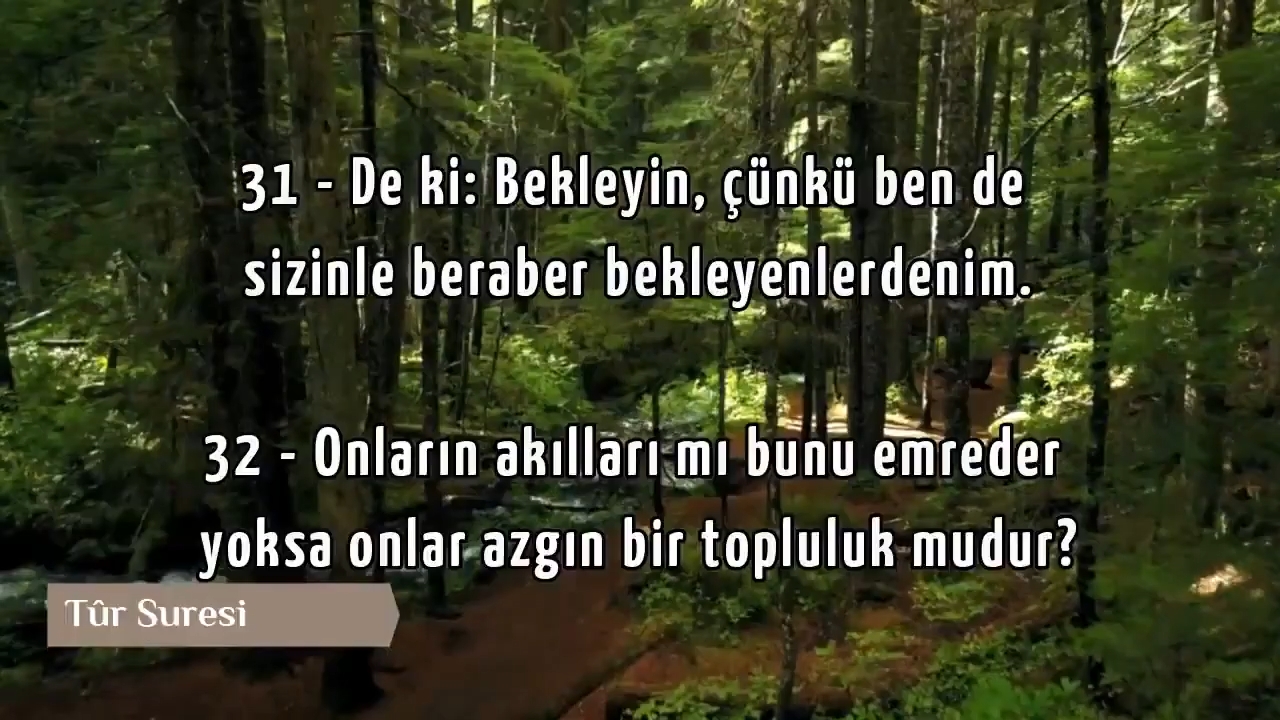 31 - De ki: Bekleyin, çünkü ben de
sizinle beraber bekleyenlerdenim.
32 - Onların akılları mı bunu emreder
yoksa onlar azgın bir topluluk mudur?
Tûr Suresi